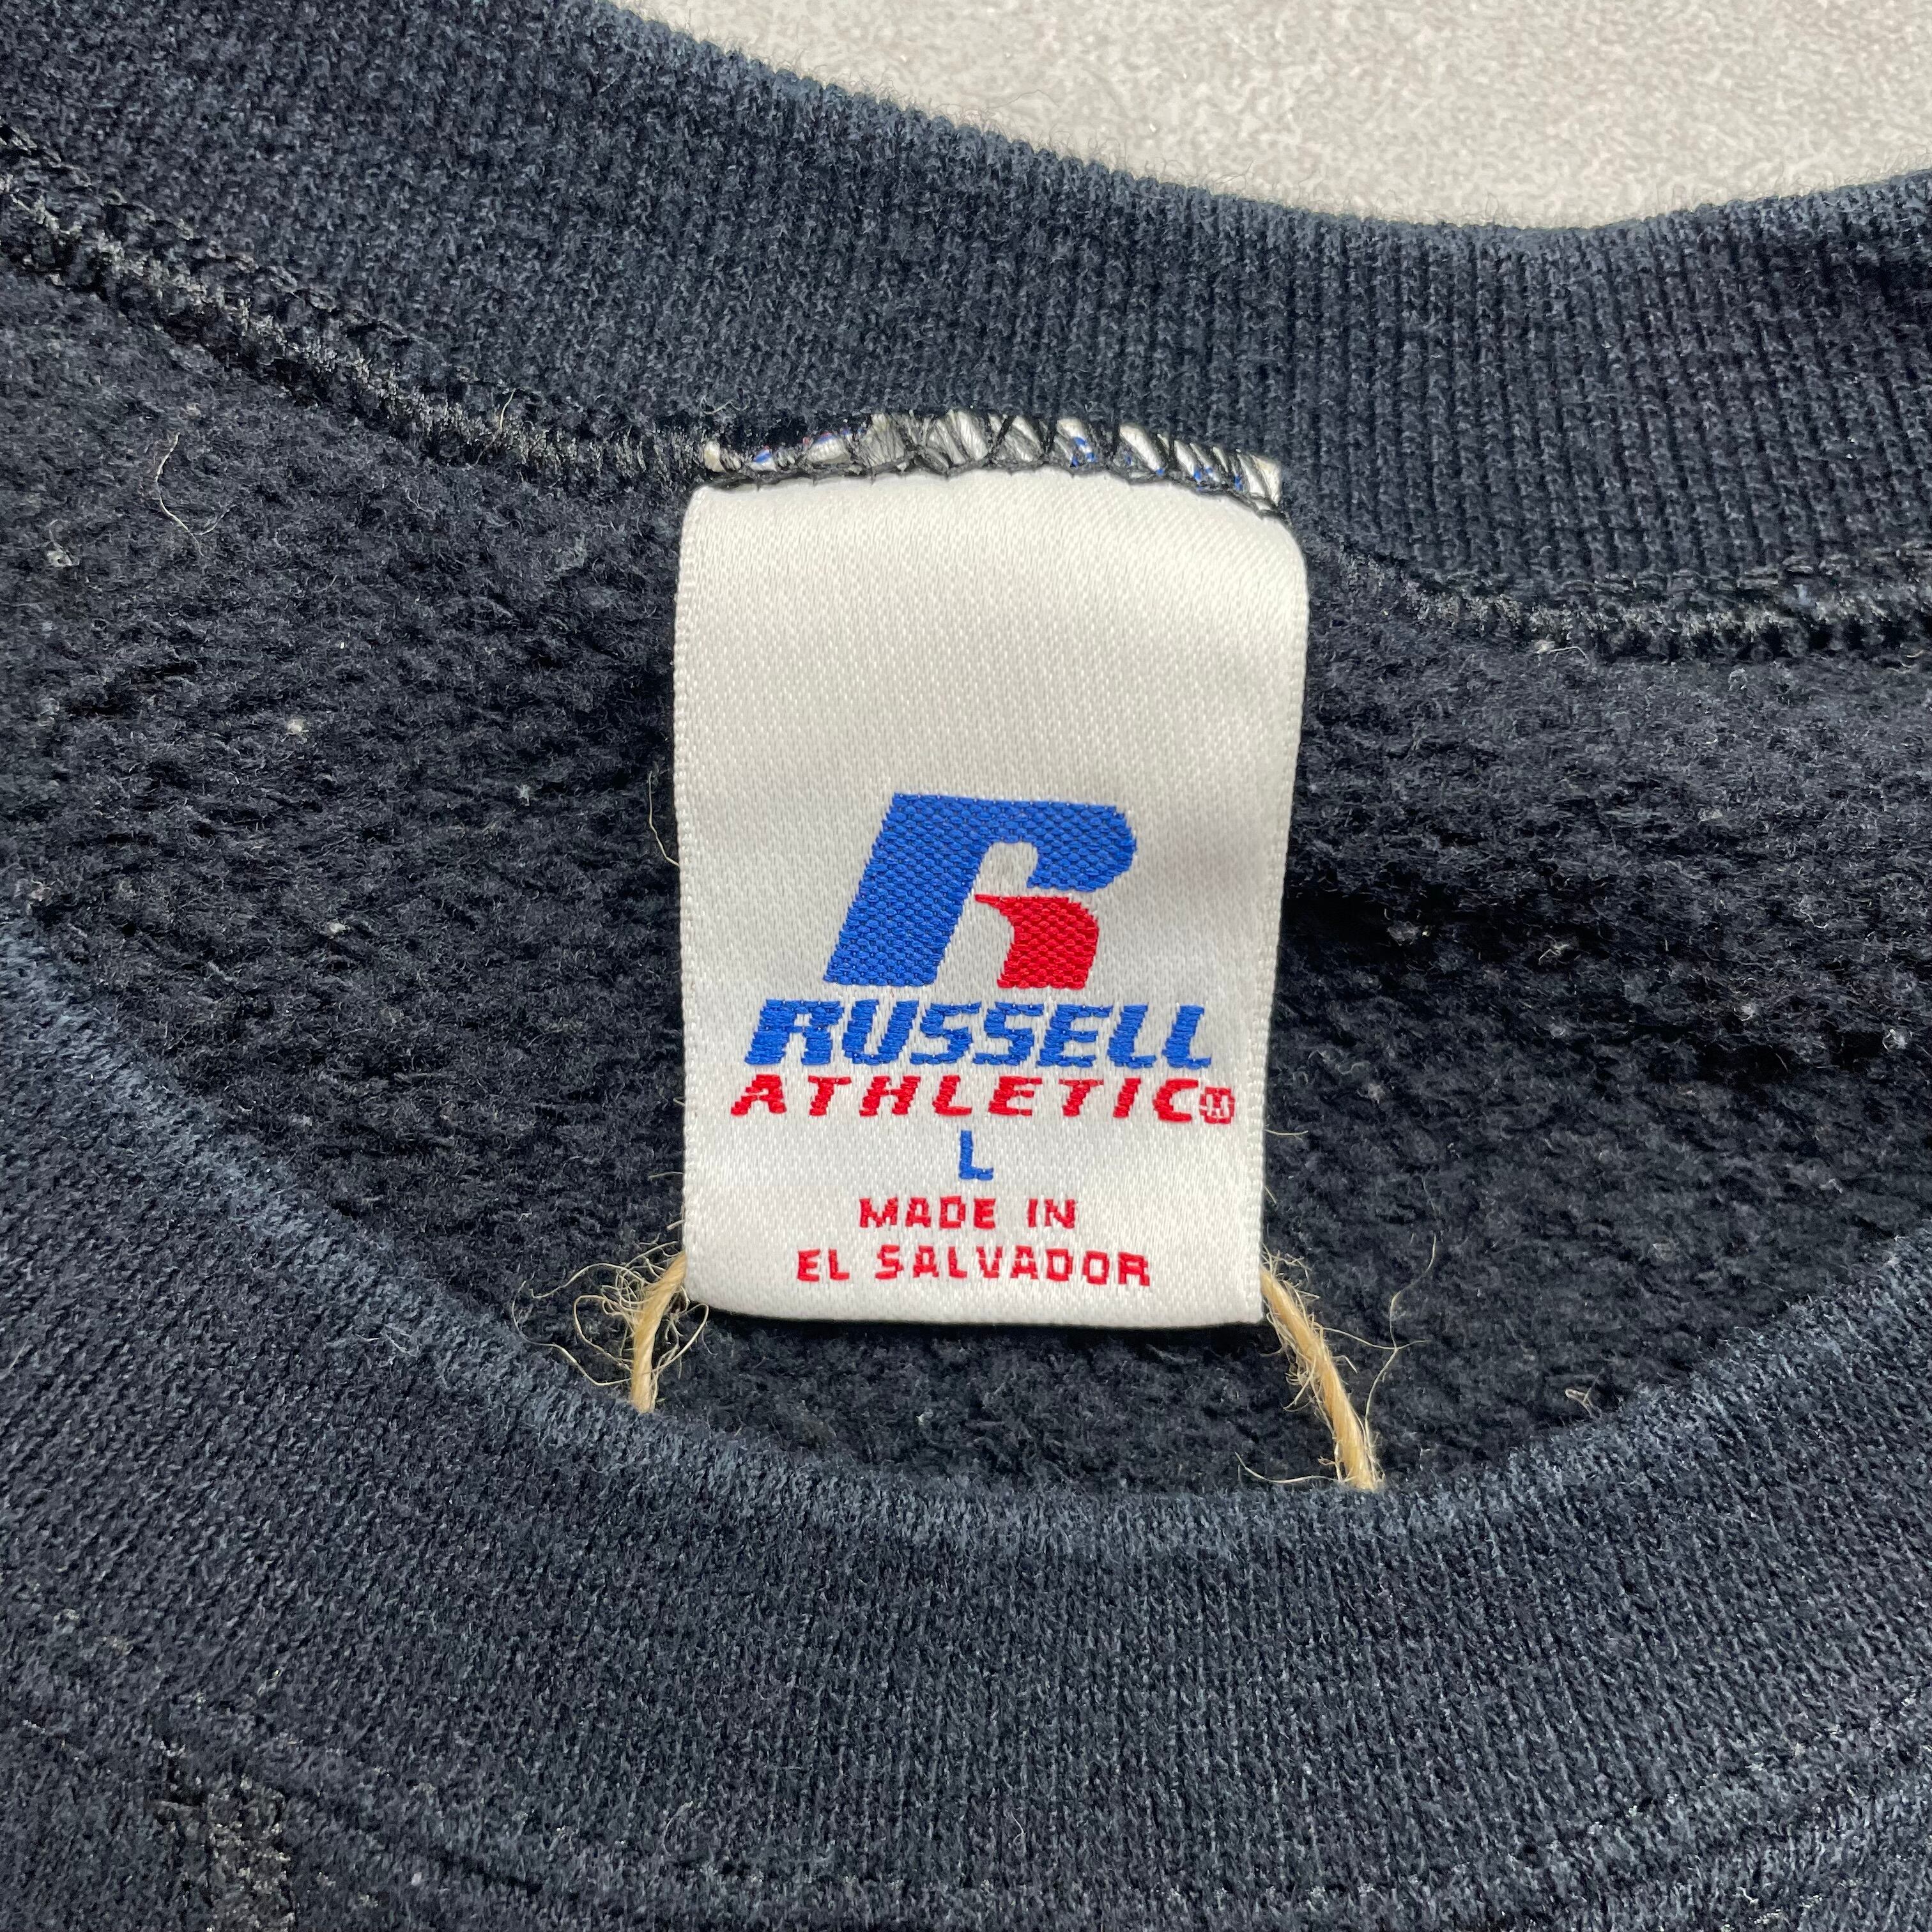 R
RUSSELL
ATHLETIC
L
MADE IN
EL SALVADOR